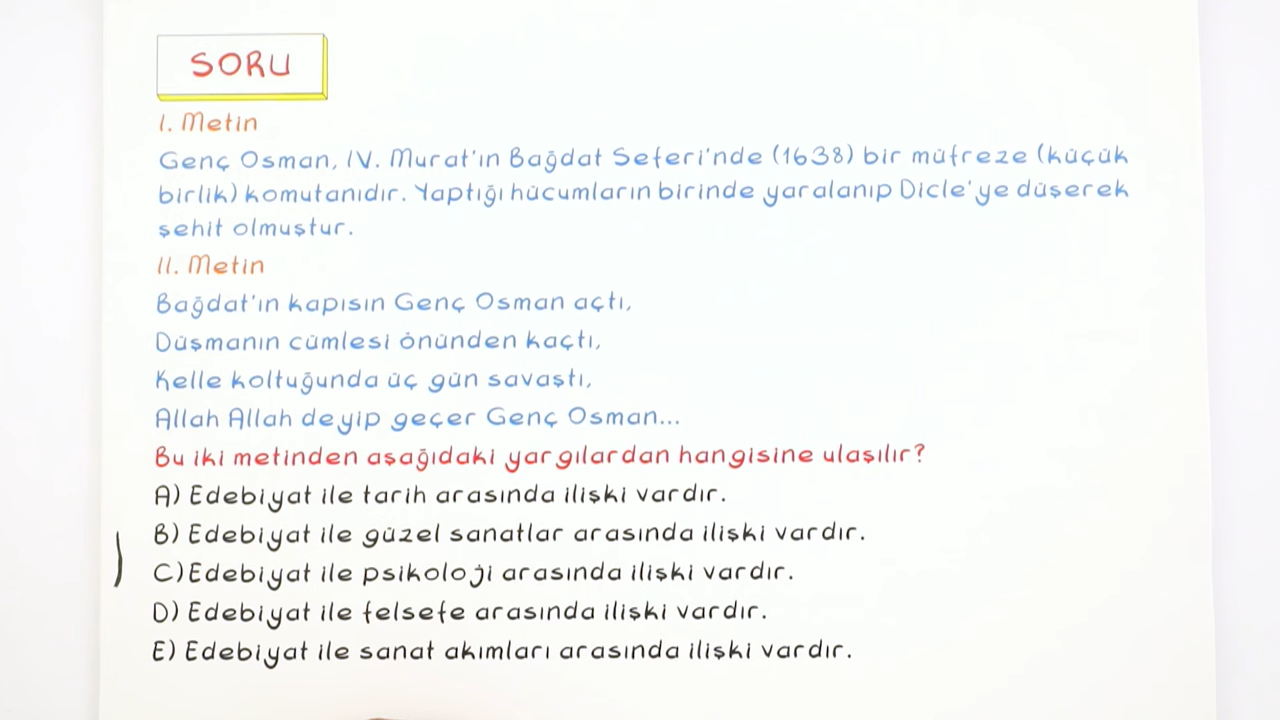 SORU
I. Metin
Genç Osman, IV. Murat'ın Bağdat Seferi'nde (1638) bir müfreze (küçük
birlik) komutanıdır. Yaptığı hücumların birinde yaralanıp Dicle'ye düşerek
şehit olmuştur.
II. Metin
Bağdat'ın kapısın Genç Osman açtı,
Düşmanın cümlesi önünden kaçtı,
Kelle koltuğunda üç gün savaştı,
Allah Allah deyip geçer Genç Osman...
Bu iki metinden aşağıdaki yargılardan hangisine ulaşılır?
A) Edebiyat ile tarih arasında ilişki vardır.
B) Edebiyat ile güzel sanatlar arasında ilişki vardır.
C) Edebiyat ile psikoloji arasında ilişki vardır.
D) Edebiyat ile felsefe arasında ilişki vardır.
E) Edebiyat ile sanat akımları arasında ilişki vardır.